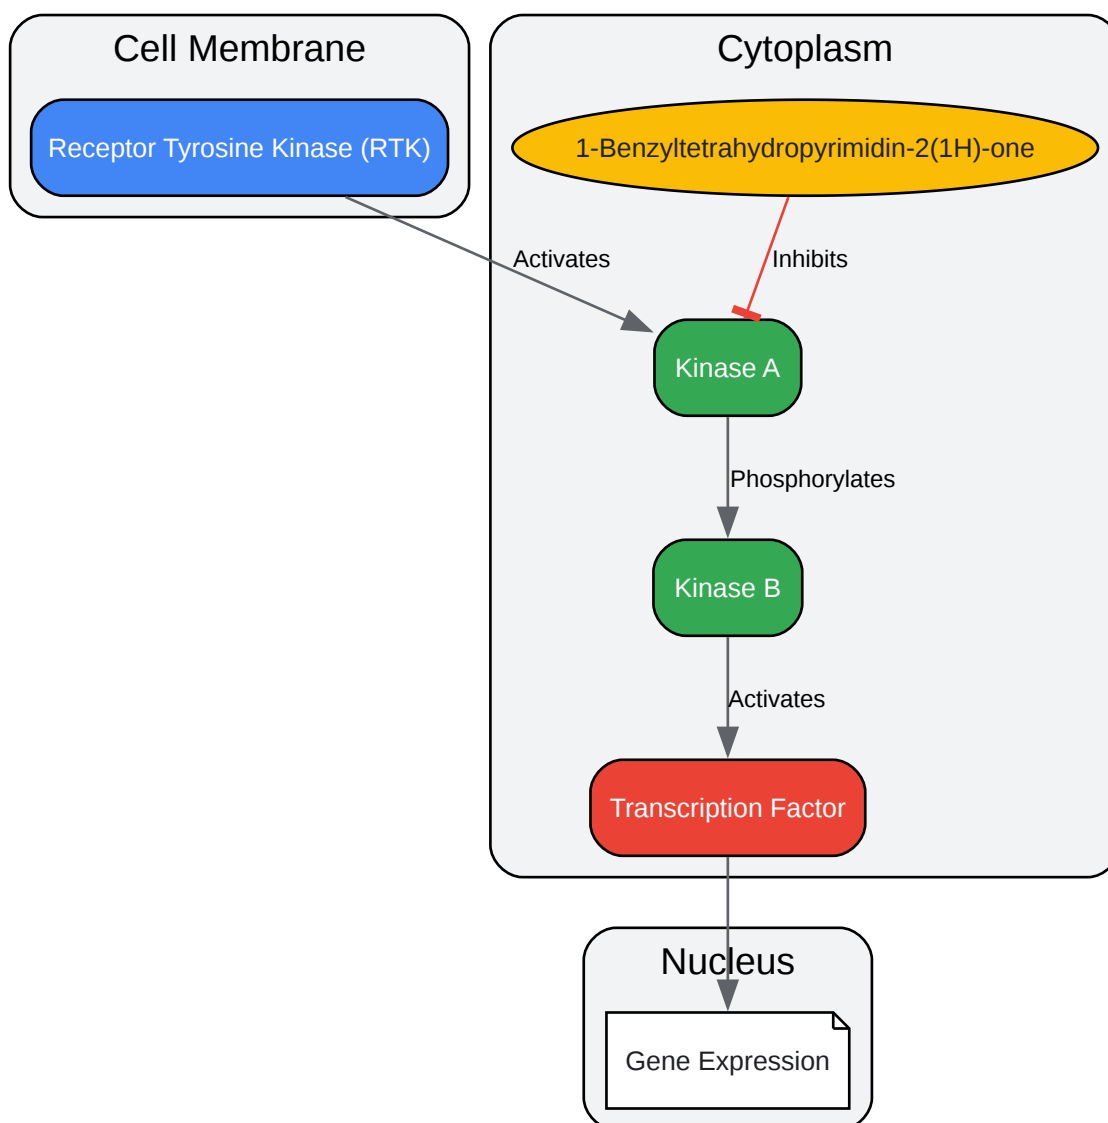 Cell Membrane
Cytoplasm
Receptor Tyrosine Kinase (RTK)
1-Benzyltetrahydropyrimidin-2(1H)-one
Activates
Inhibits
Kinase A
Phosphorylates
Kinase B
Activates
Transcription Factor
Nucleus
Gene Expression